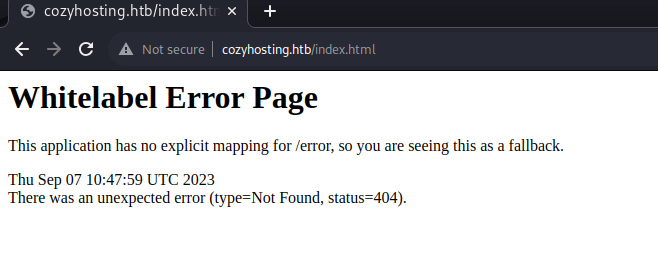 cozyhosting.htb/index.htm
Not secure cozyhosting.htb/index.html
Whitelabel Error Page
This application has no explicit mapping for /error, so you are seeing this as a fallback.
Thu Sep 07 10:47:59 UTC 2023
There was an unexpected error (type=Not Found, status=404).